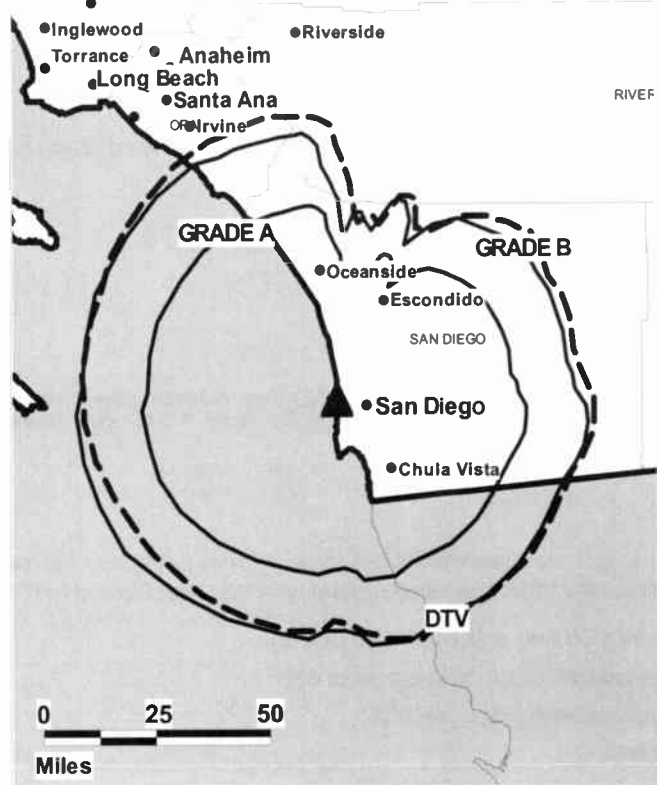 Inglewood
Riverside
Torrance
Anaheim
Long Beach
Santa Ana
RIVER
OR
Irvine
GRADE A
GRADE B
Oceanside
Escondido
SAN DIEGO
San Diego
Chula Vista
DTV
0 25 50
Miles